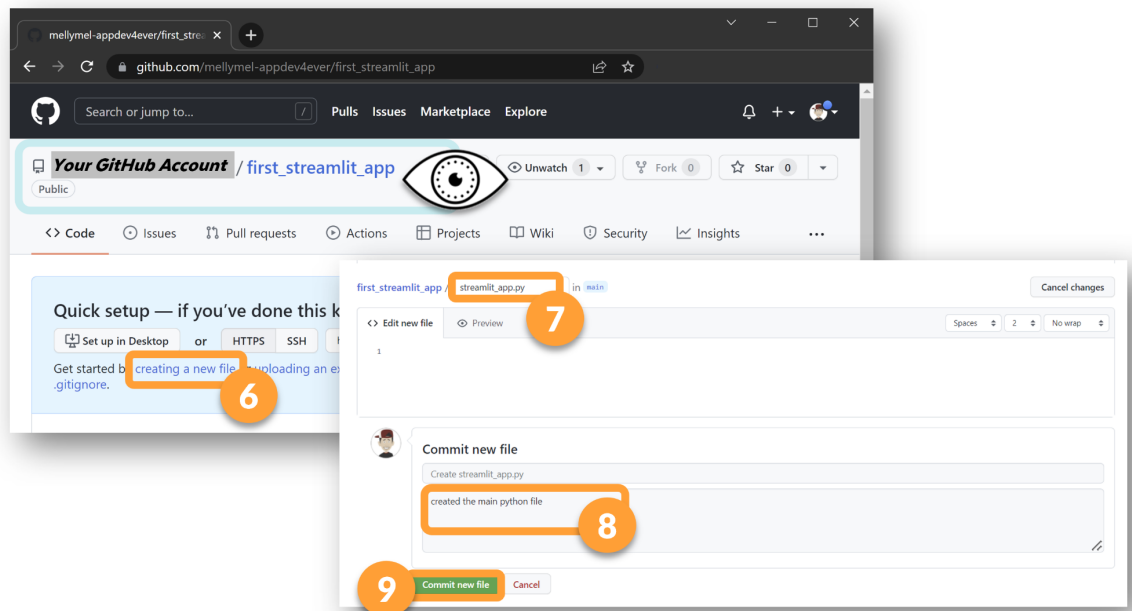 mellymel-appdev4ever/first_strea
github.com/mellymel-appdev4ever/first_streamlit_app
Search or jump to... /
Pulls Issues Marketplace Explore
Your GitHub Account / first_streamlit_app
Public
Unwatch 1
Fork 0
Star 0
<> Code Issues Pull requests Actions Projects Wiki Security Insights ...
Quick setup — if you've done this k
Set up in Desktop or HTTPS SSH
Get started b creating a new file uploading an ex
.gitignore.
6
first_streamlit_app / streamlit_app.py in main
Cancel changes
7
<> Edit new file Preview
Spaces 2 No wrap
1
Commit new file
Create streamlit_app.py
created the main python file
8
9
Commit new file Cancel